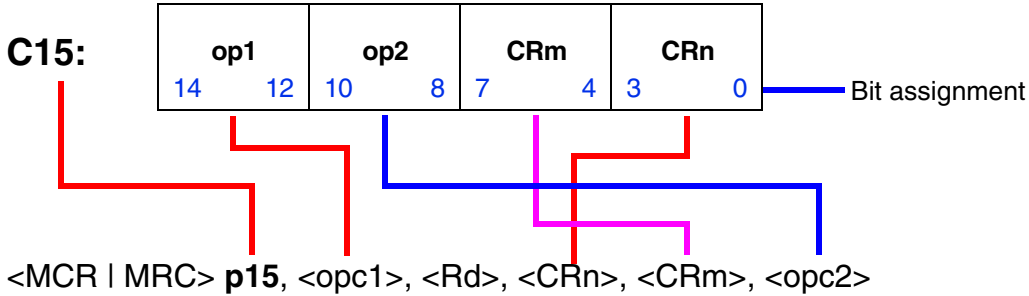 C15: op1 op2 CRm CRn
14 12 10 8 7 4 3 0 Bit assignment
<MCR | MRC> p15, <opc1>, <Rd>, <CRn>, <CRm>, <opc2>